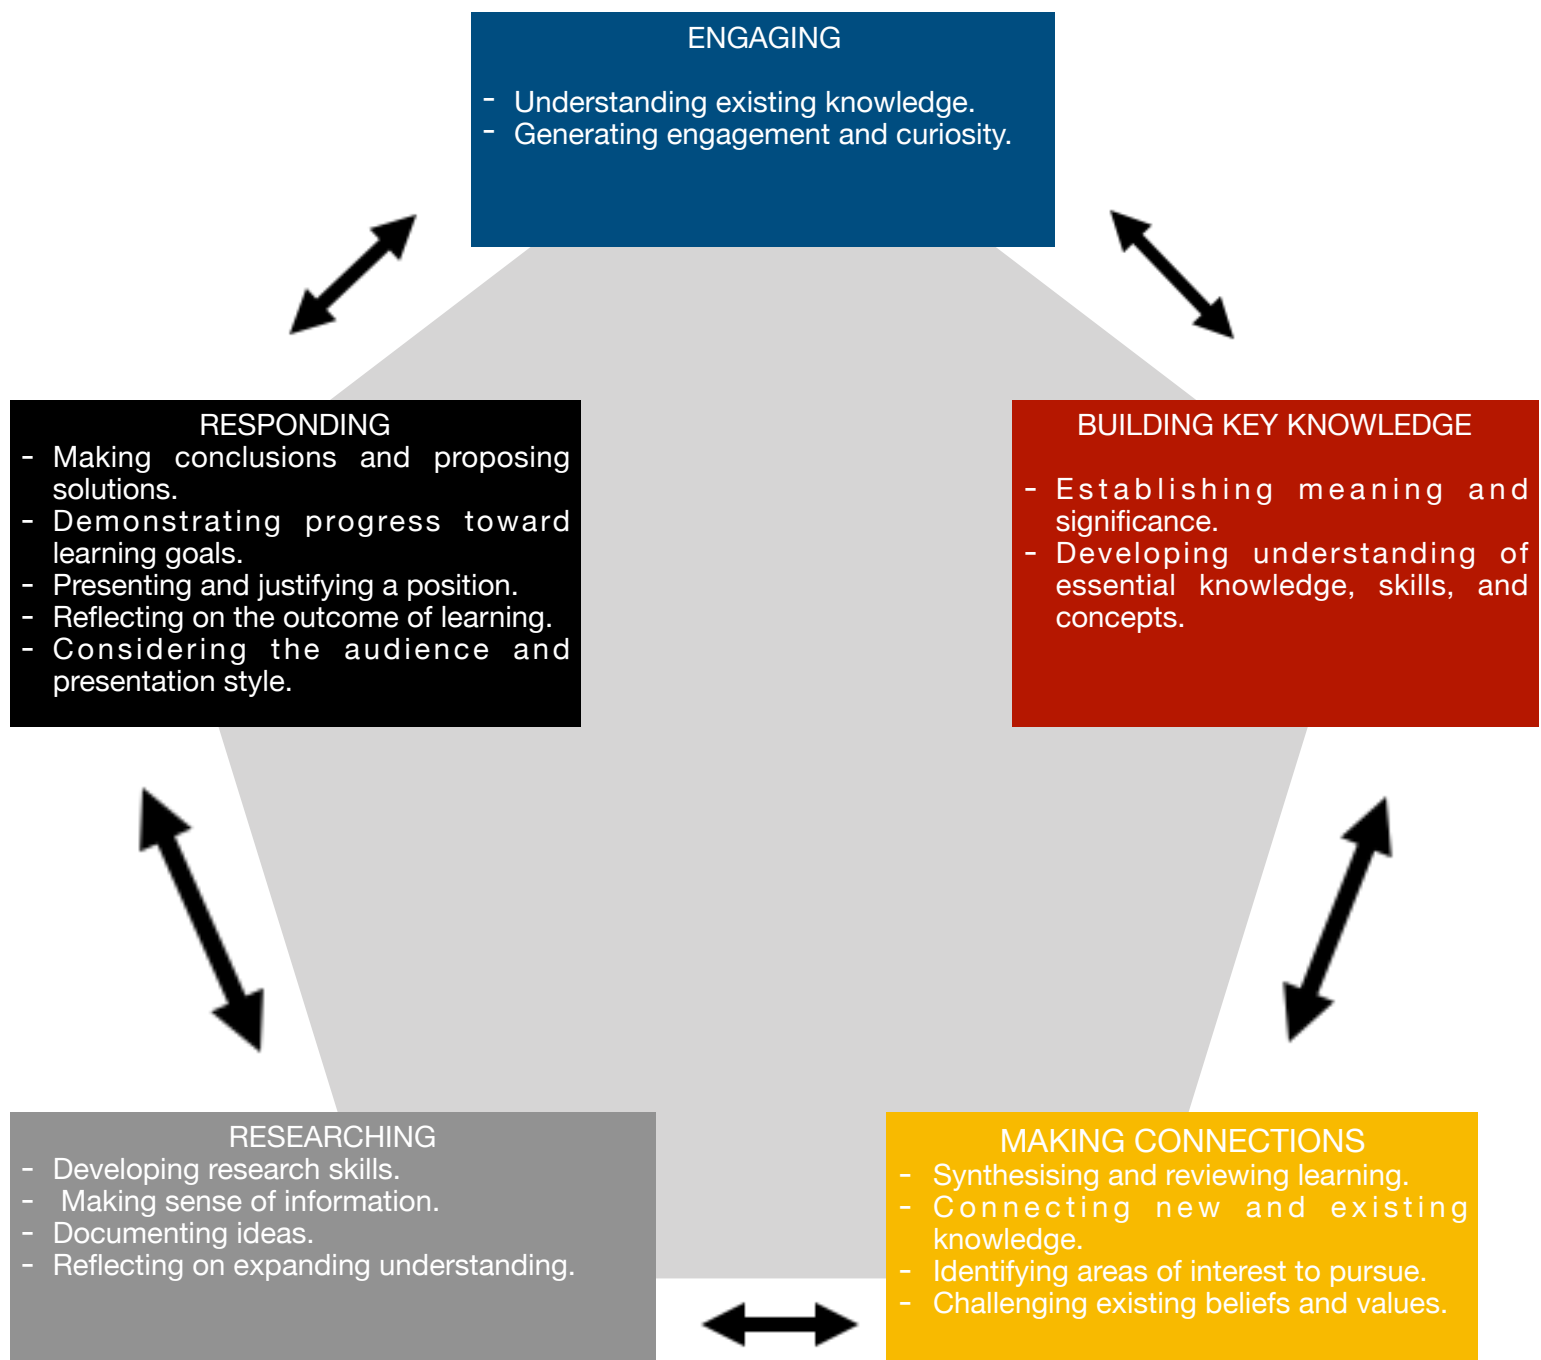 ENGAGING
- Understanding existing knowledge.
- Generating engagement and curiosity.
RESPONDING
- Making conclusions and proposing
solutions.
- Demonstrating progress toward
learning goals.
- Presenting and justifying a position.
- Reflecting on the outcome of learning.
- Considering the audience and
presentation style.
BUILDING KEY KNOWLEDGE
- Establishing meaning and
significance.
- Developing understanding of
essential knowledge, skills, and
concepts.
RESEARCHING
- Developing research skills.
- Making sense of information.
- Documenting ideas.
- Reflecting on expanding understanding.
MAKING CONNECTIONS
- Synthesising and reviewing learning.
- Connecting new and existing
knowledge.
- Identifying areas of interest to pursue.
- Challenging existing beliefs and values.